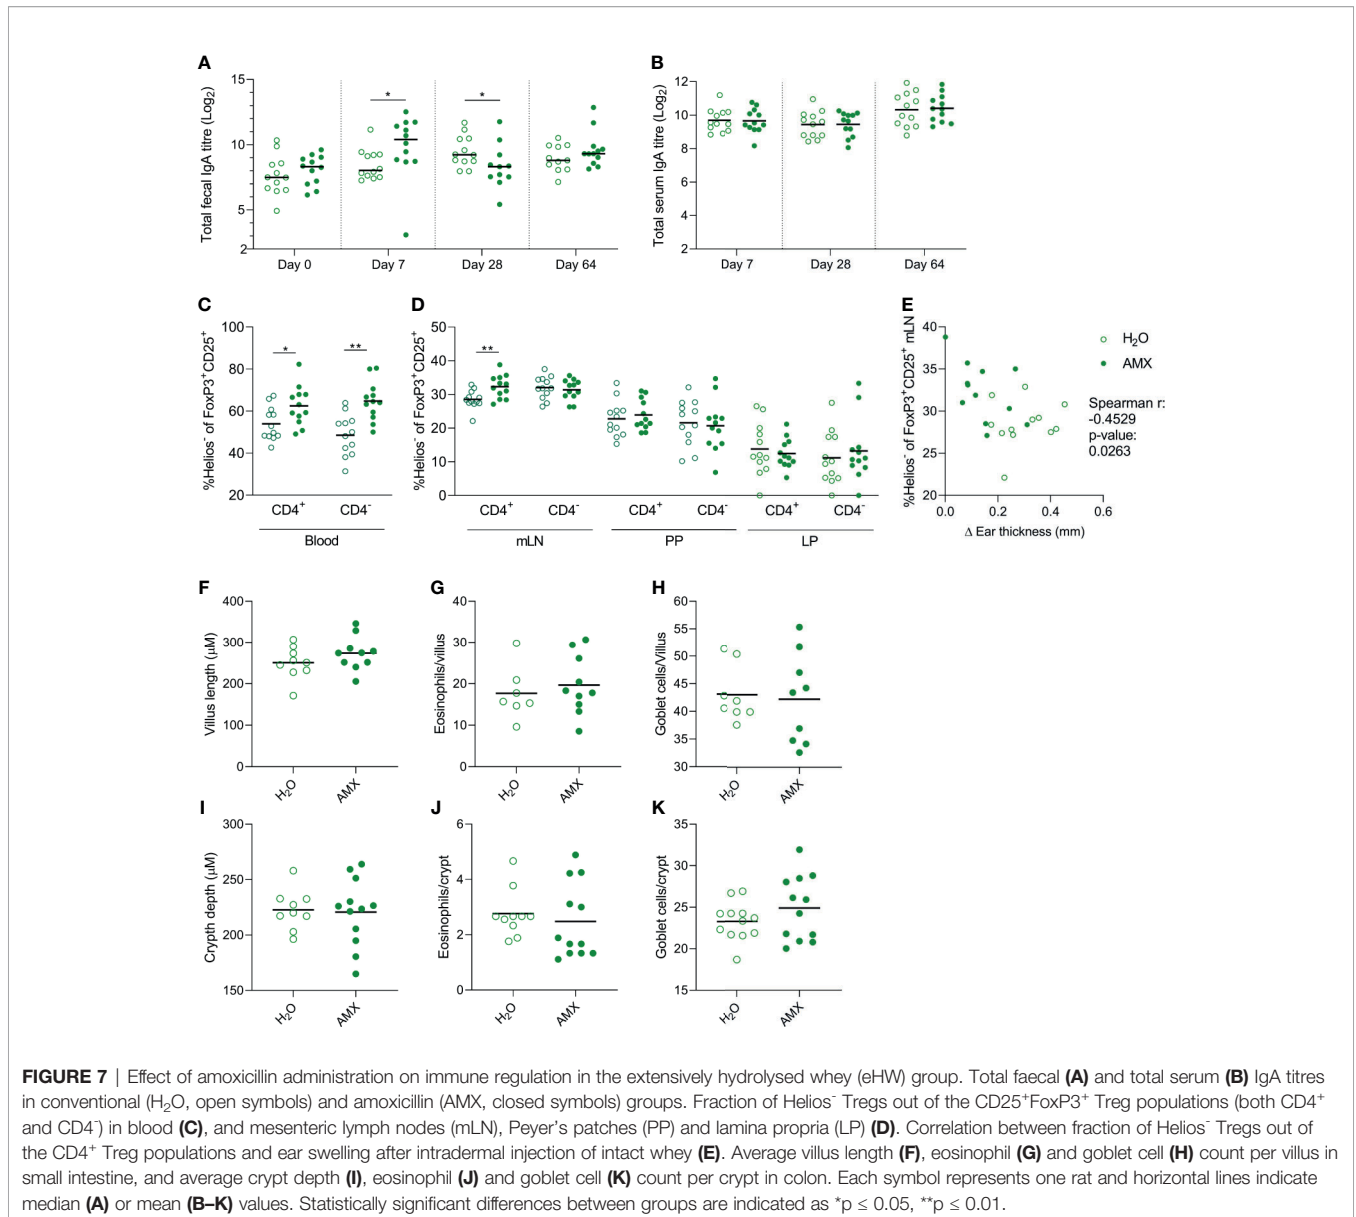 A
Total fecal IgA titre (Log2)
15
10
5
2
*
*
Day 0
Day 7
Day 28
Day 64
B
Total serum IgA titre (Log2)
12
10
8
6
4
2
Day 7
Day 28
Day 64
C
%Helios- of FoxP3+CD25+
100
80
60
40
20
*
**
CD4+
CD4-
Blood
D
%Helios- of FoxP3+CD25+
50
40
30
20
10
0
**
CD4+
CD4-
CD4+
CD4-
CD4+
CD4-
mLN
PP
LP
E
%Helios- of FoxP3+CD25+ mLN
40
35
30
25
20
0.0
0.2
0.4
0.6
Δ Ear thickness (mm)
H2O
AMX
Spearman r:
-0.4529
p-value:
0.0263
F
Villus length (μM)
400
300
200
100
0
H2O
AMX
G
Eosinophils/villus
40
30
20
10
0
H2O
AMX
H
Goblet cells/Villus
60
55
50
45
40
35
30
H2O
AMX
I
Crypth depth (μM)
300
250
200
150
H2O
AMX
J
Eosinophils/crypt
6
4
2
0
H2O
AMX
K
Goblet cells/crypt
35
30
25
20
15
H2O
AMX
FIGURE 7 | Effect of amoxicillin administration on immune regulation in the extensively hydrolysed whey (eHW) group. Total faecal (A) and total serum (B) IgA titres
in conventional (H2O, open symbols) and amoxicillin (AMX, closed symbols) groups. Fraction of Helios- Tregs out of the CD25+FoxP3+ Treg populations (both CD4+
and CD4-) in blood (C), and mesenteric lymph nodes (mLN), Peyer's patches (PP) and lamina propria (LP) (D). Correlation between fraction of Helios- Tregs out of
the CD4+ Treg populations and ear swelling after intradermal injection of intact whey (E). Average villus length (F), eosinophil (G) and goblet cell (H) count per villus in
small intestine, and average crypt depth (I), eosinophil (J) and goblet cell (K) count per crypt in colon. Each symbol represents one rat and horizontal lines indicate
median (A) or mean (B–K) values. Statistically significant differences between groups are indicated as *p ≤ 0.05, **p ≤ 0.01.